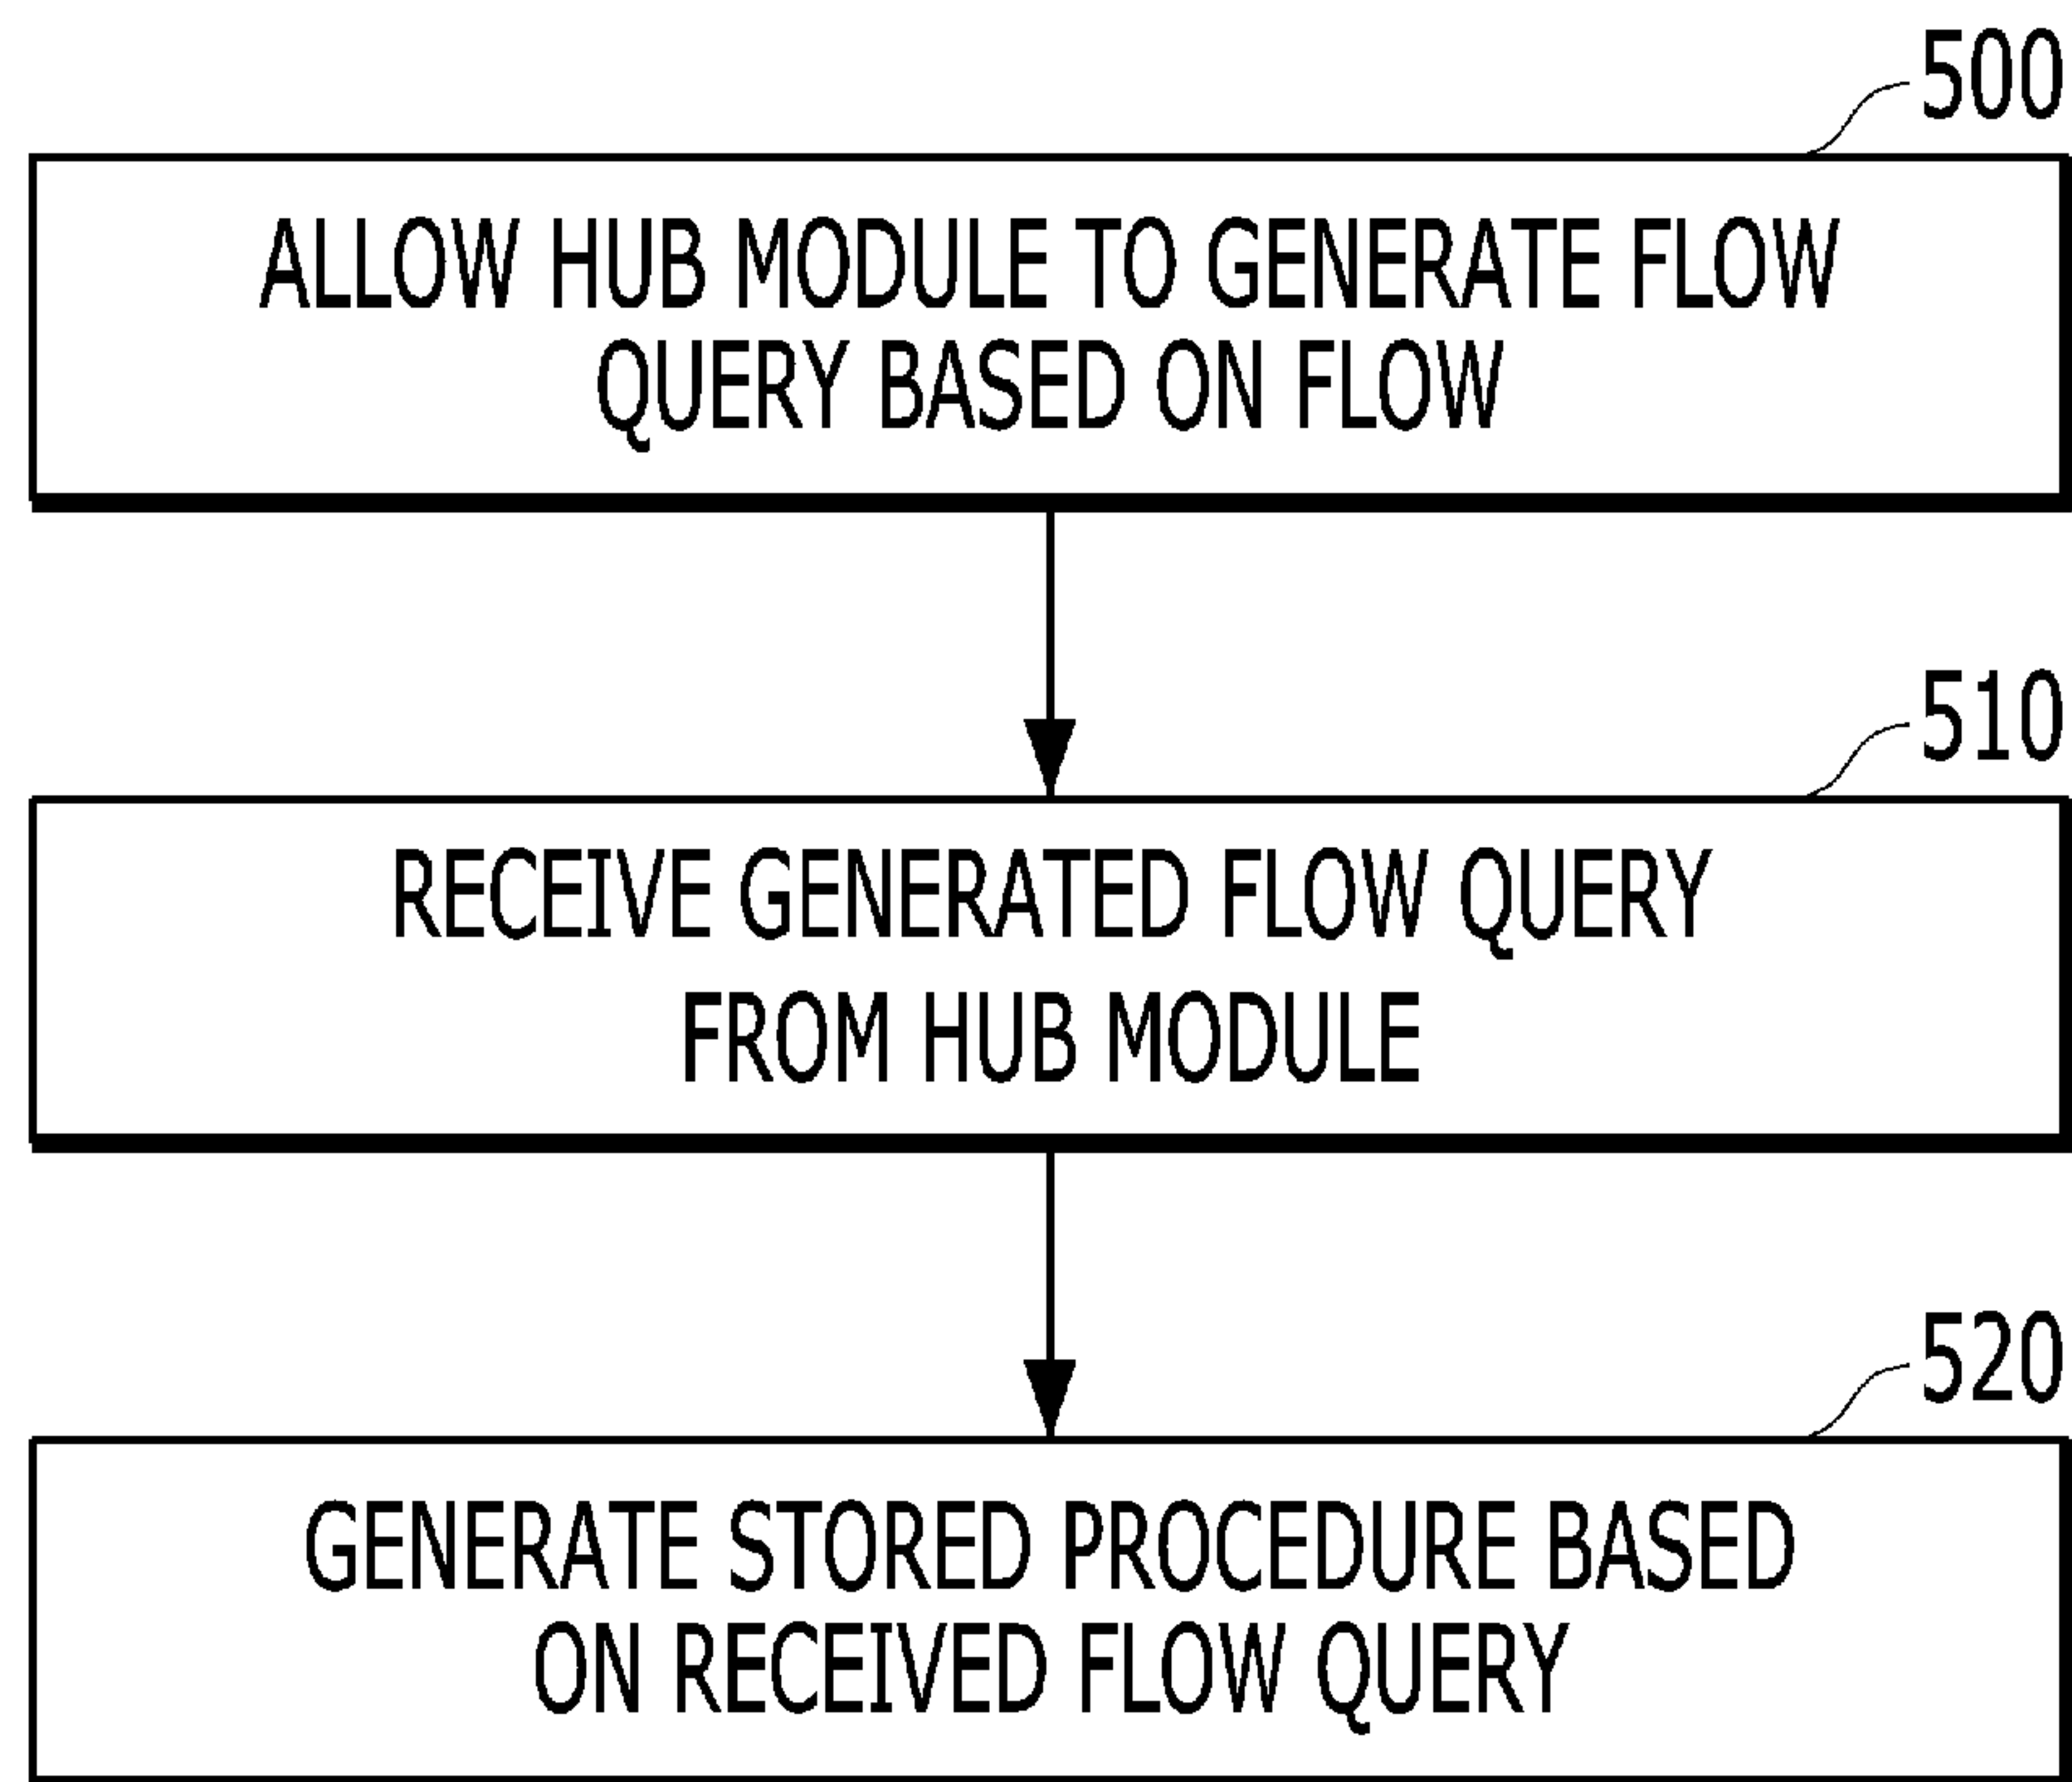 500
ALLOW HUB MODULE TO GENERATE FLOW
QUERY BASED ON FLOW
510
RECEIVE GENERATED FLOW QUERY
FROM HUB MODULE
520
GENERATE STORED PROCEDURE BASED
ON RECEIVED FLOW QUERY